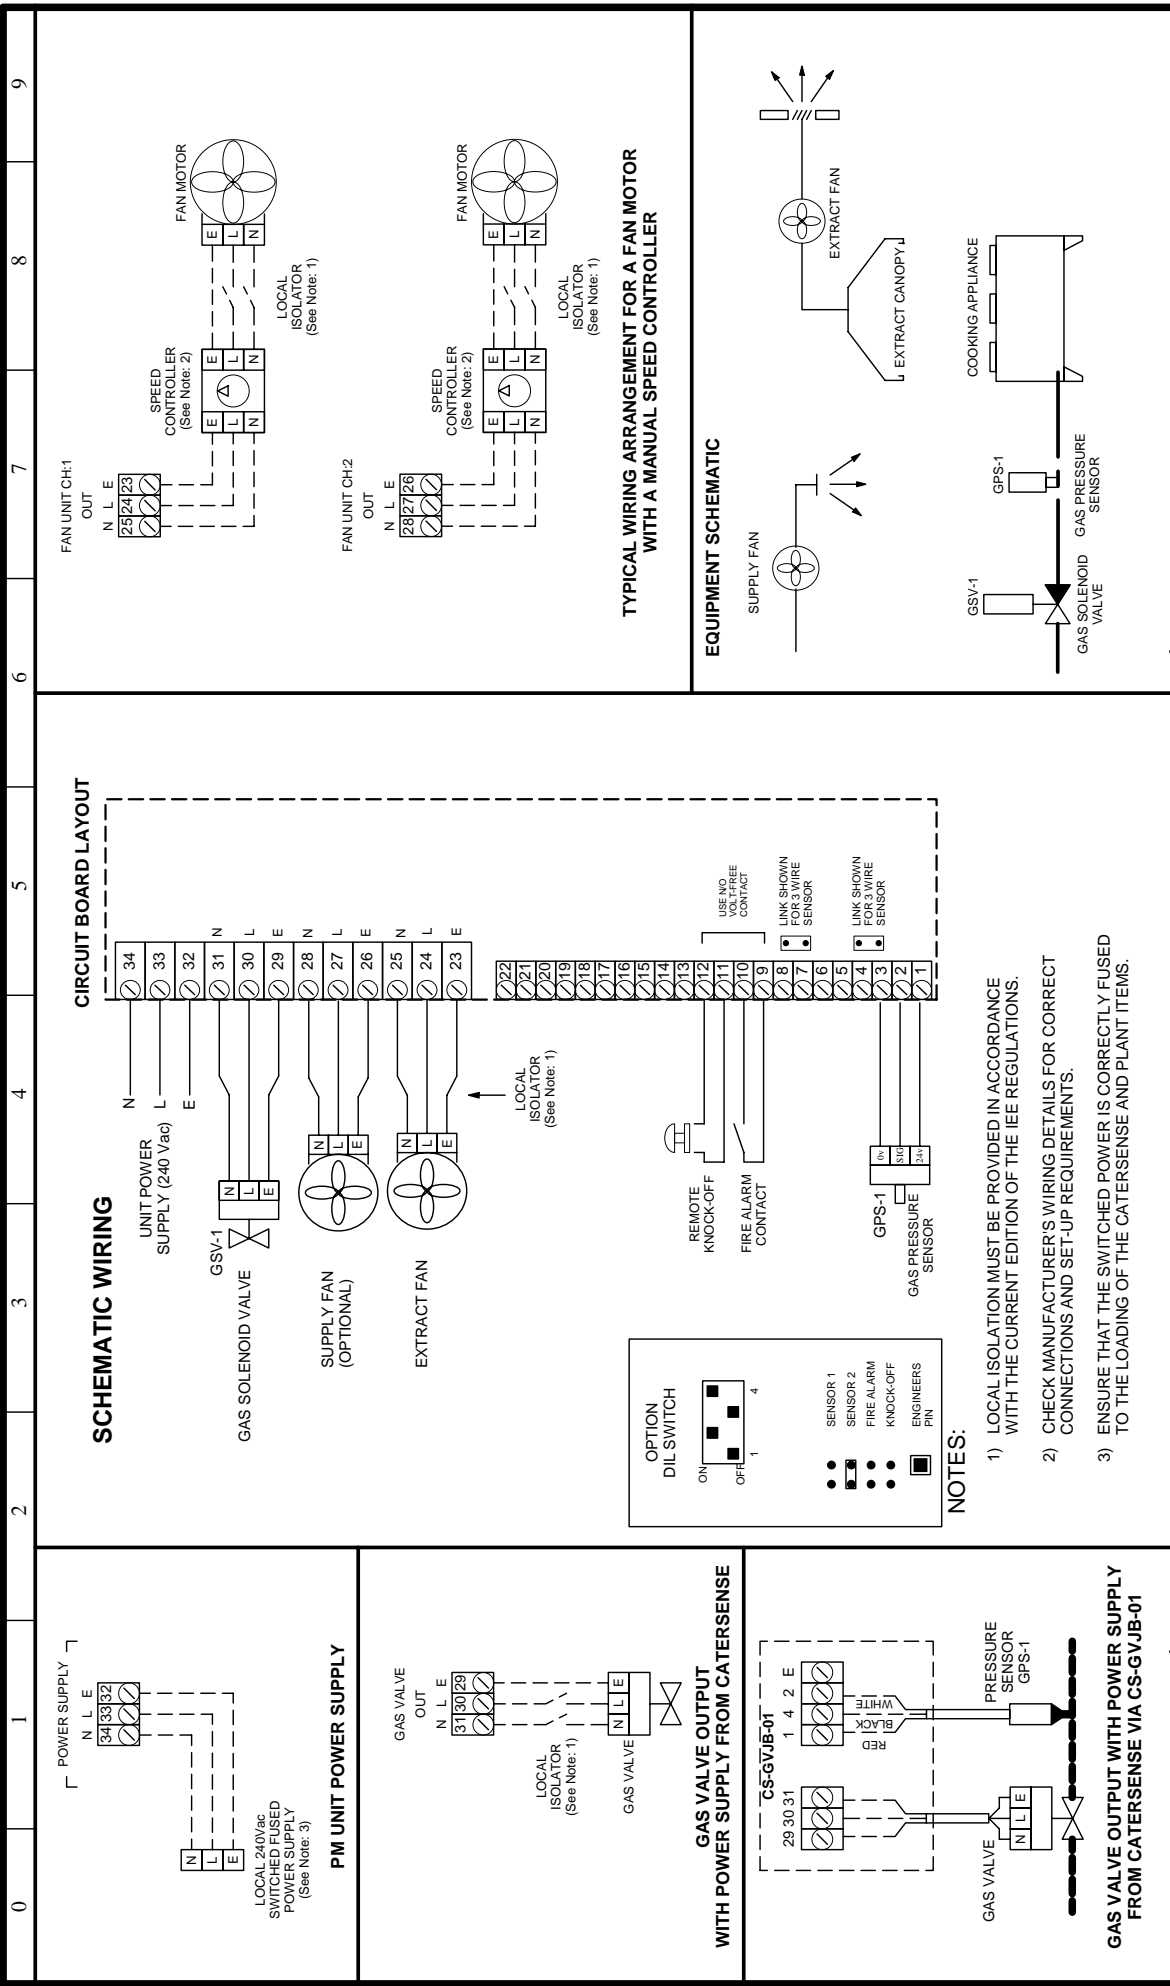 0 1 2 3 4 5 6 7 8 9
POWER SUPPLY
N L E
34 33 32
N
L
E
LOCAL 240Vac
SWITCHED FUSED
POWER SUPPLY
(See Note: 3)
PM UNIT POWER SUPPLY
GAS VALVE
OUT
N L E
31 30 29
LOCAL
ISOLATOR
(See Note: 1)
N L E
GAS VALVE
GAS VALVE OUTPUT
WITH POWER SUPPLY FROM CATERSENSE
CS-GVJB-01
29 30 31
1 4 2 E
RED
BLACK
WHITE
GAS VALVE
N L E
PRESSURE
SENSOR
GPS-1
GAS VALVE OUTPUT WITH POWER SUPPLY
FROM CATERSENSE VIA CS-GVJB-01
SCHEMATIC WIRING
CIRCUIT BOARD LAYOUT
UNIT POWER
SUPPLY (240 Vac)
N
L
E
34
33
32
31 N
30 L
29 E
28 N
27 L
26 E
25 N
24 L
23 E
GSV-1
N
L
E
GAS SOLENOID VALVE
SUPPLY FAN
(OPTIONAL)
N
L
E
EXTRACT FAN
N
L
E
LOCAL
ISOLATOR
(See Note: 1)
22
21
20
19
18
17
16
15
14
13
12
11
10
9
8
7
6
5
4
3
2
1
USE N/O
VOLT-FREE
CONTACT
LINK SHOWN
FOR 3 WIRE
SENSOR
LINK SHOWN
FOR 3 WIRE
SENSOR
REMOTE
KNOCK-OFF
FIRE ALARM
CONTACT
GPS-1
0v
SIG
24v
GAS PRESSURE
SENSOR
OPTION
DIL SWITCH
ON
OFF
1 4
SENSOR 1
SENSOR 2
FIRE ALARM
KNOCK-OFF
ENGINEERS
PIN
NOTES:
1) LOCAL ISOLATION MUST BE PROVIDED IN ACCORDANCE
WITH THE CURRENT EDITION OF THE IEE REGULATIONS.
2) CHECK MANUFACTURER'S WIRING DETAILS FOR CORRECT
CONNECTIONS AND SET-UP REQUIREMENTS.
3) ENSURE THAT THE SWITCHED POWER IS CORRECTLY FUSED
TO THE LOADING OF THE CATERSENSE AND PLANT ITEMS.
FAN UNIT CH:1
OUT
N L E
25 24 23
SPEED
CONTROLLER
(See Note: 2)
E
L
N
E
L
N
LOCAL
ISOLATOR
(See Note: 1)
FAN MOTOR
E
L
N
FAN UNIT CH:2
OUT
N L E
28 27 26
SPEED
CONTROLLER
(See Note: 2)
E
L
N
E
L
N
LOCAL
ISOLATOR
(See Note: 1)
FAN MOTOR
E
L
N
TYPICAL WIRING ARRANGEMENT FOR A FAN MOTOR
WITH A MANUAL SPEED CONTROLLER
EQUIPMENT SCHEMATIC
SUPPLY FAN
EXTRACT FAN
EXTRACT CANOPY
GSV-1
GAS SOLENOID
VALVE
GPS-1
GAS PRESSURE
SENSOR
COOKING APPLIANCE